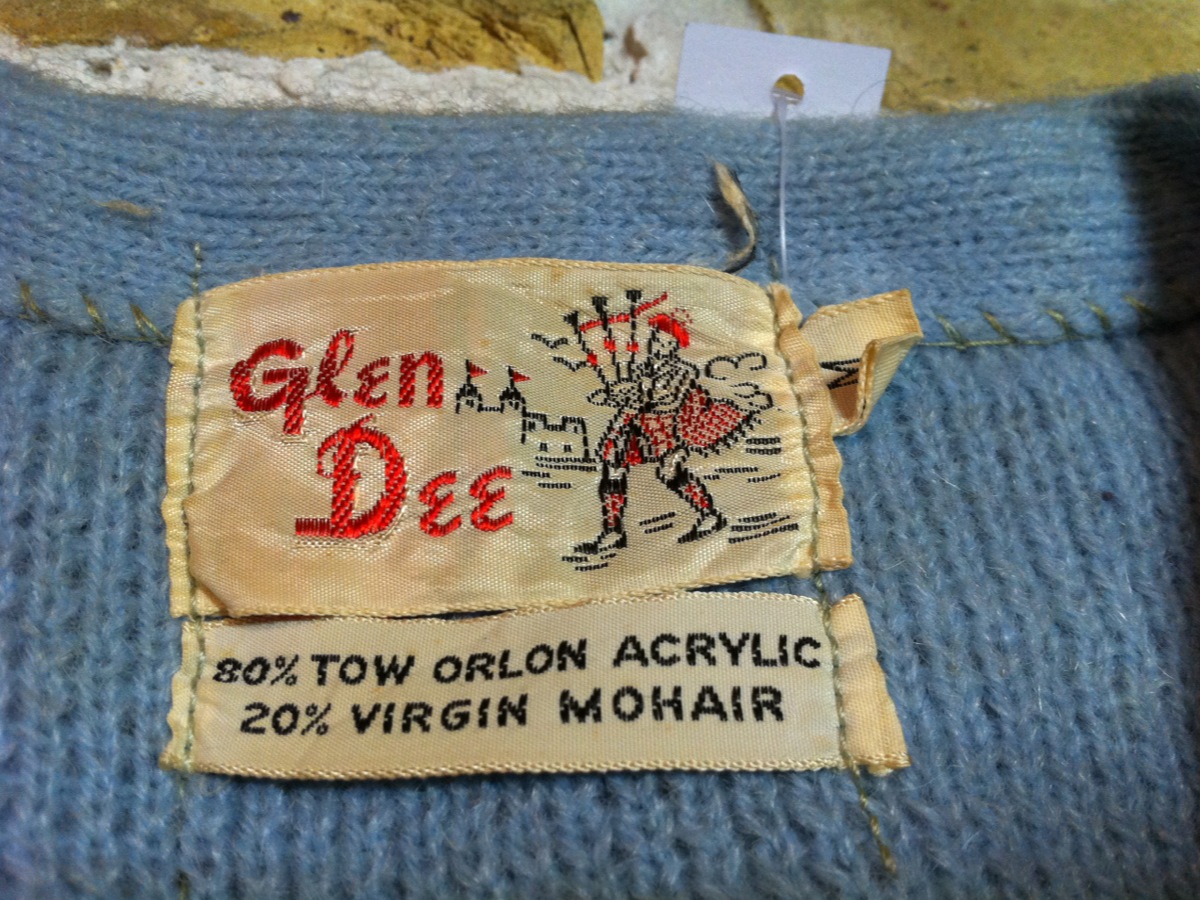 Glen
Dee
M
80% TOW ORLON ACRYLIC
20% VIRGIN MOHAIR